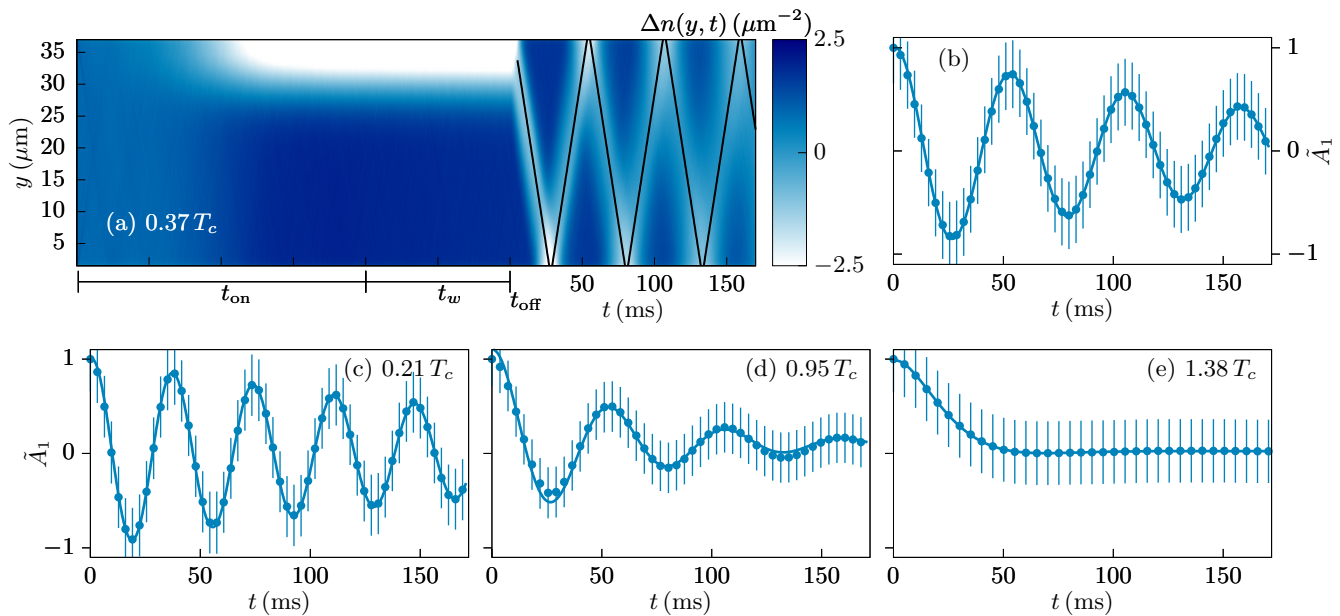 Δn(y, t) (μm⁻²)
35
30
25
20
15
10
5
y (μm)
(a) 0.37 T_c
2.5
0
−2.5
t_on
t_w
t_off
50
100
150
t (ms)
(b)
1
0
−1
Ã₁
0
50
100
150
t (ms)
(c) 0.21 T_c
1
0
−1
Ã₁
0
50
100
150
t (ms)
(d) 0.95 T_c
0
50
100
150
t (ms)
(e) 1.38 T_c
0
50
100
150
t (ms)